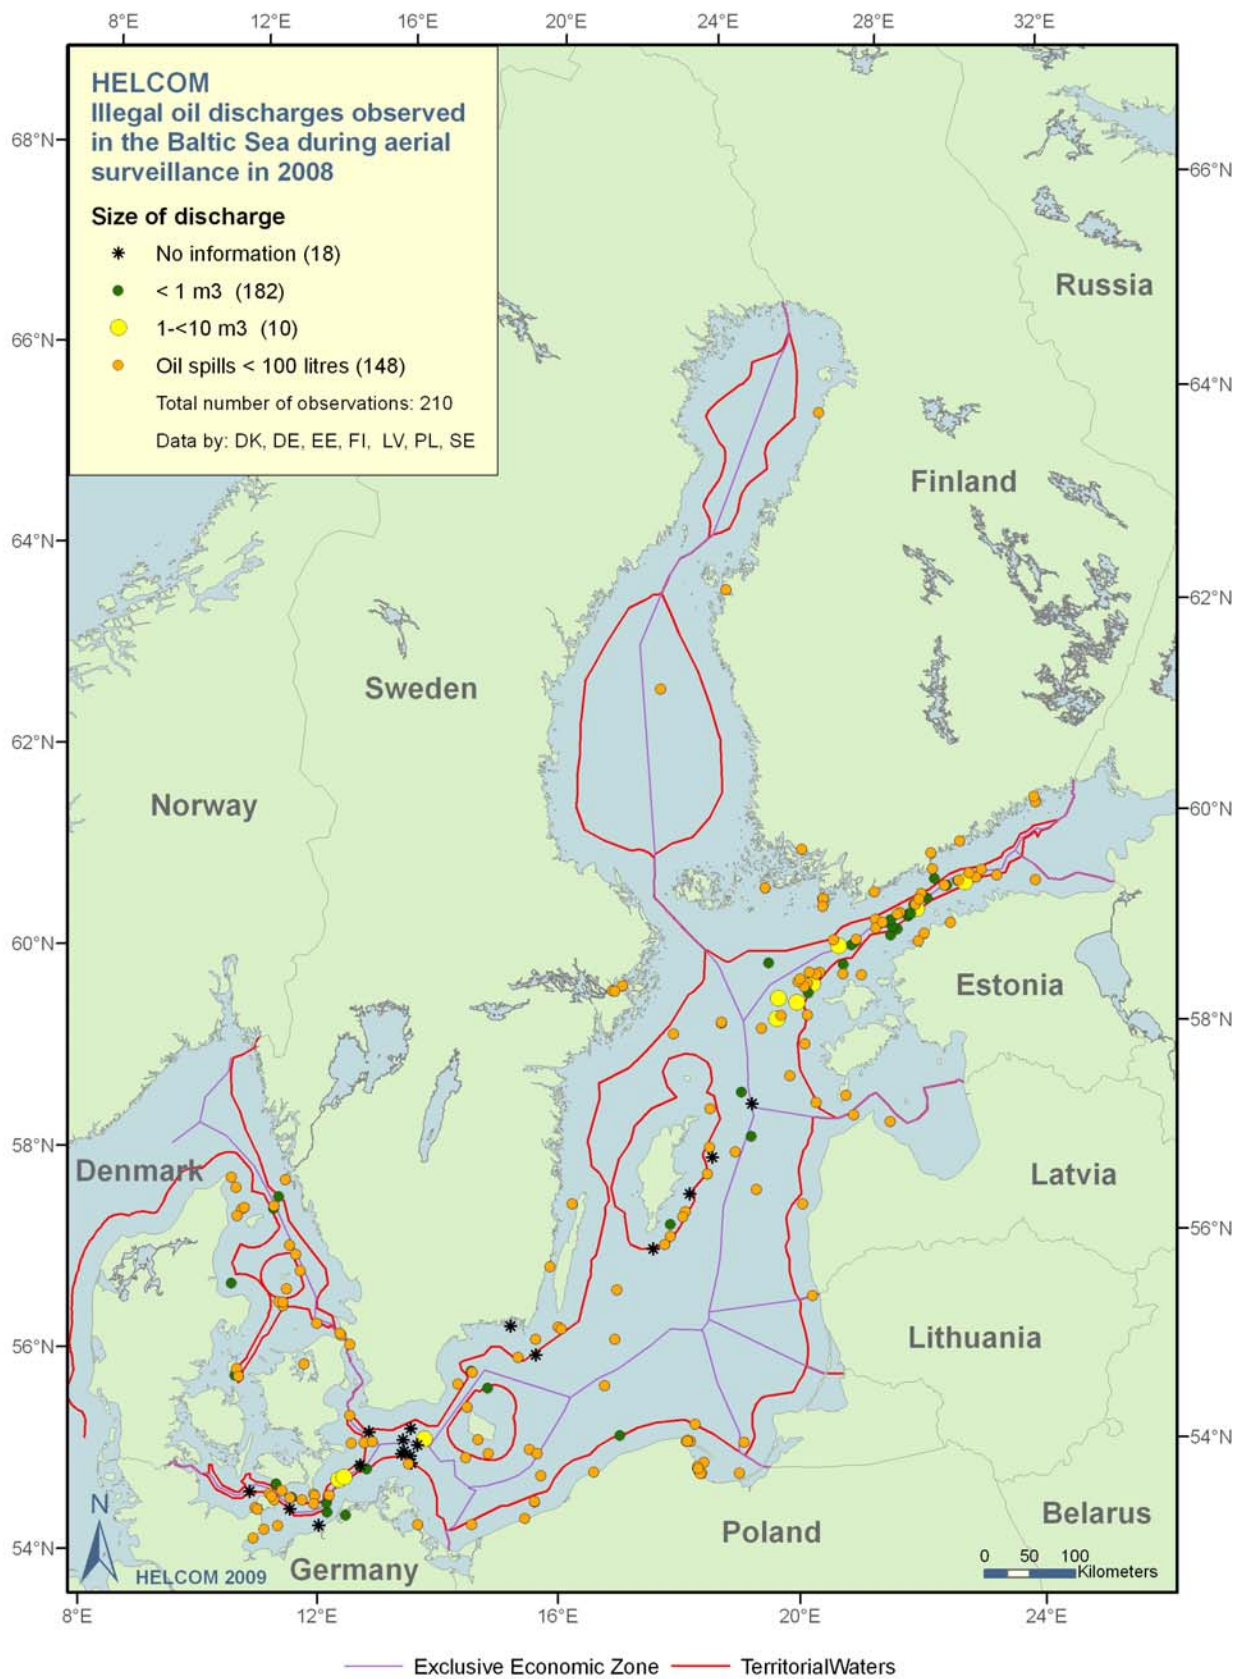 8°E 12°E 16°E 20°E 24°E 28°E 32°E
HELCOM
Illegal oil discharges observed
in the Baltic Sea during aerial
surveillance in 2008
Size of discharge
No information (18)
< 1 m3 (182)
1-<10 m3 (10)
Oil spills < 100 litres (148)
Total number of observations: 210
Data by: DK, DE, EE, FI, LV, PL, SE
68°N
66°N
Russia
66°N
64°N
Finland
64°N
62°N
Sweden
62°N
Norway
60°N
60°N
Estonia
58°N
58°N
Denmark
Latvia
56°N
Lithuania
56°N
54°N
N
Poland
Belarus
54°N
Germany
HELCOM 2009
0 50 100
Kilometers
8°E 12°E 16°E 20°E 24°E
Exclusive Economic Zone TerritorialWaters